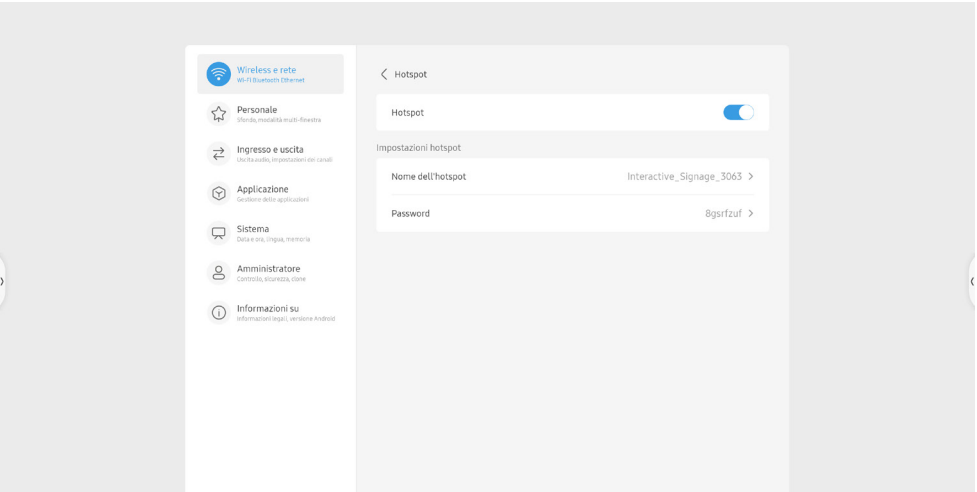 Wireless e rete
Wi-Fi Bluetooth Ethernet
Personale
Sfondo, modalità multi-finestra
Ingresso e uscita
Uscita audio, impostazioni dei canali
Applicazione
Gestione delle applicazioni
Sistema
Data e ora, lingua, memoria
Amministratore
Controllo, sicurezza, clone
Informazioni su
Informazioni legali, versione Android
Hotspot
Hotspot
Impostazioni hotspot
Nome dell'hotspot Interactive_Signage_3063
Password 8gsrfzuf